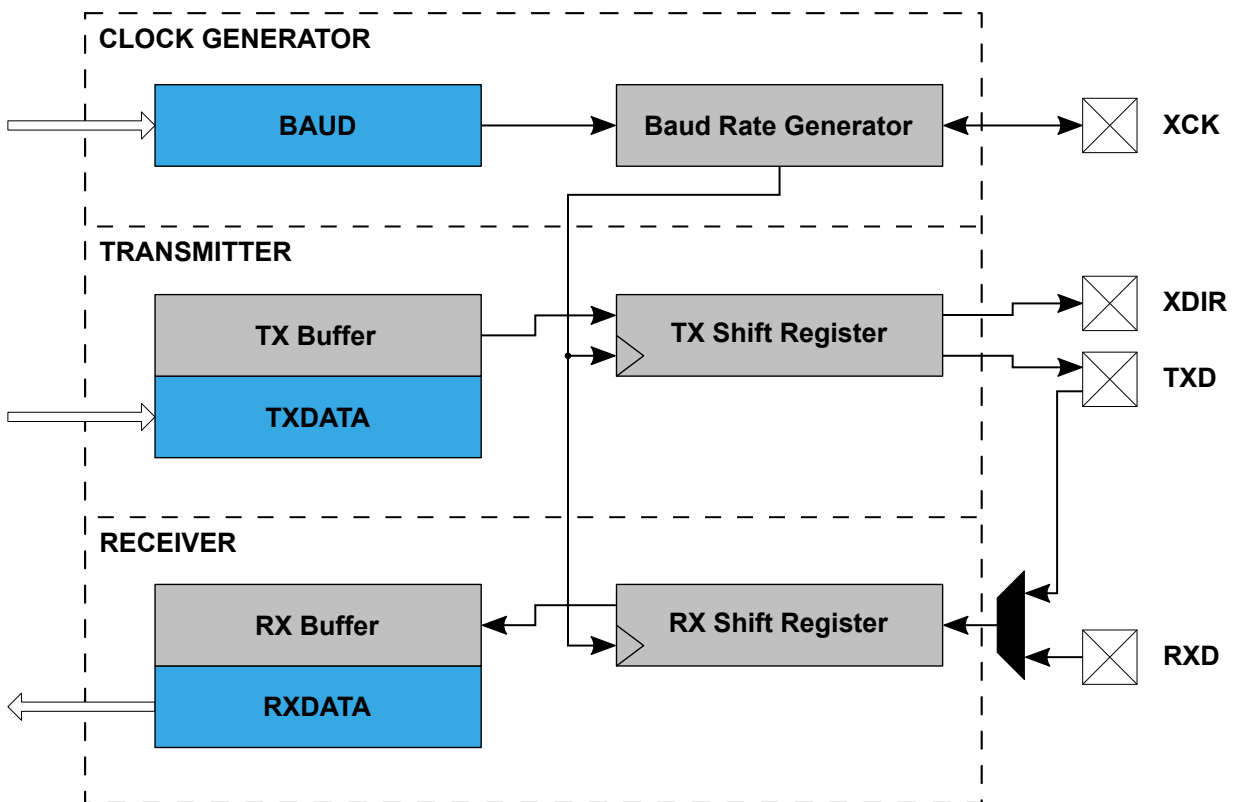 CLOCK GENERATOR
BAUD
Baud Rate Generator
XCK
TRANSMITTER
TX Buffer
TX Shift Register
XDIR
TXD
TXDATA
RECEIVER
RX Buffer
RX Shift Register
RXD
RXDATA